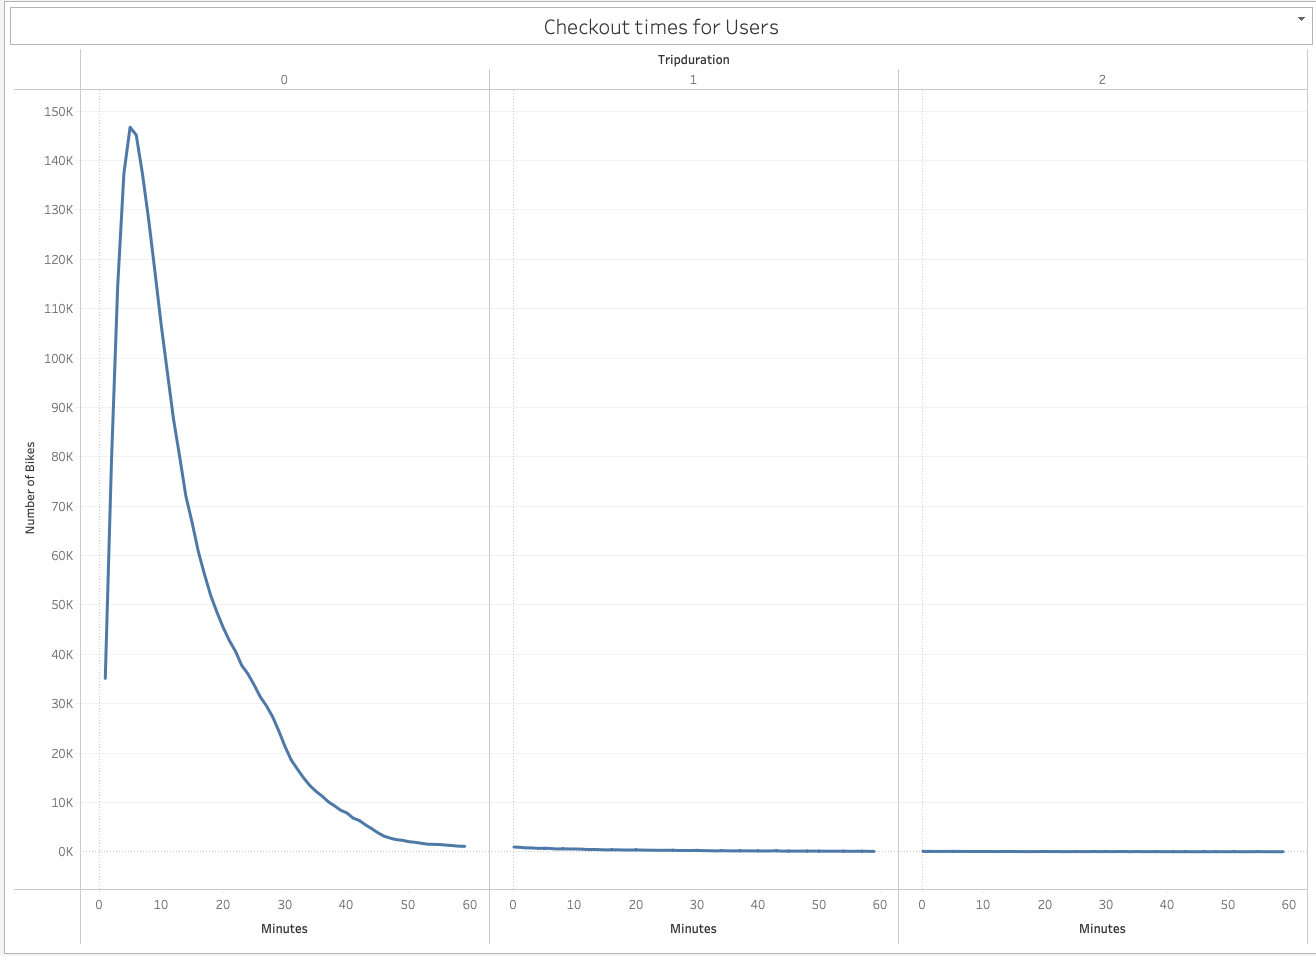 Checkout times for Users
Tripduration
0 1 2
150K
140K
130K
120K
110K
100K
90K
80K
70K
60K
50K
40K
30K
20K
10K
0K
Number of Bikes
0 10 20 30 40 50 60 0 10 20 30 40 50 60 0 10 20 30 40 50 60
Minutes Minutes Minutes